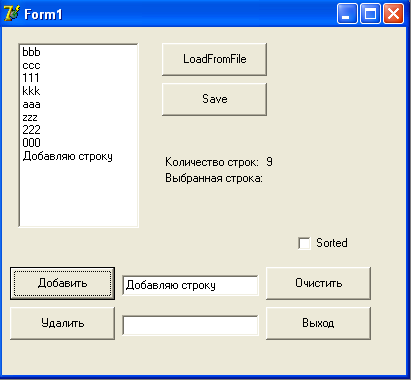 Form1
bbb
ccc
111
kkk
aaa
zzz
222
000
Добавляю строку
LoadFromFile
Save
Количество строк: 9
Выбранная строка:
Sorted
Добавить
Добавляю строку
Очистить
Удалить
Выход